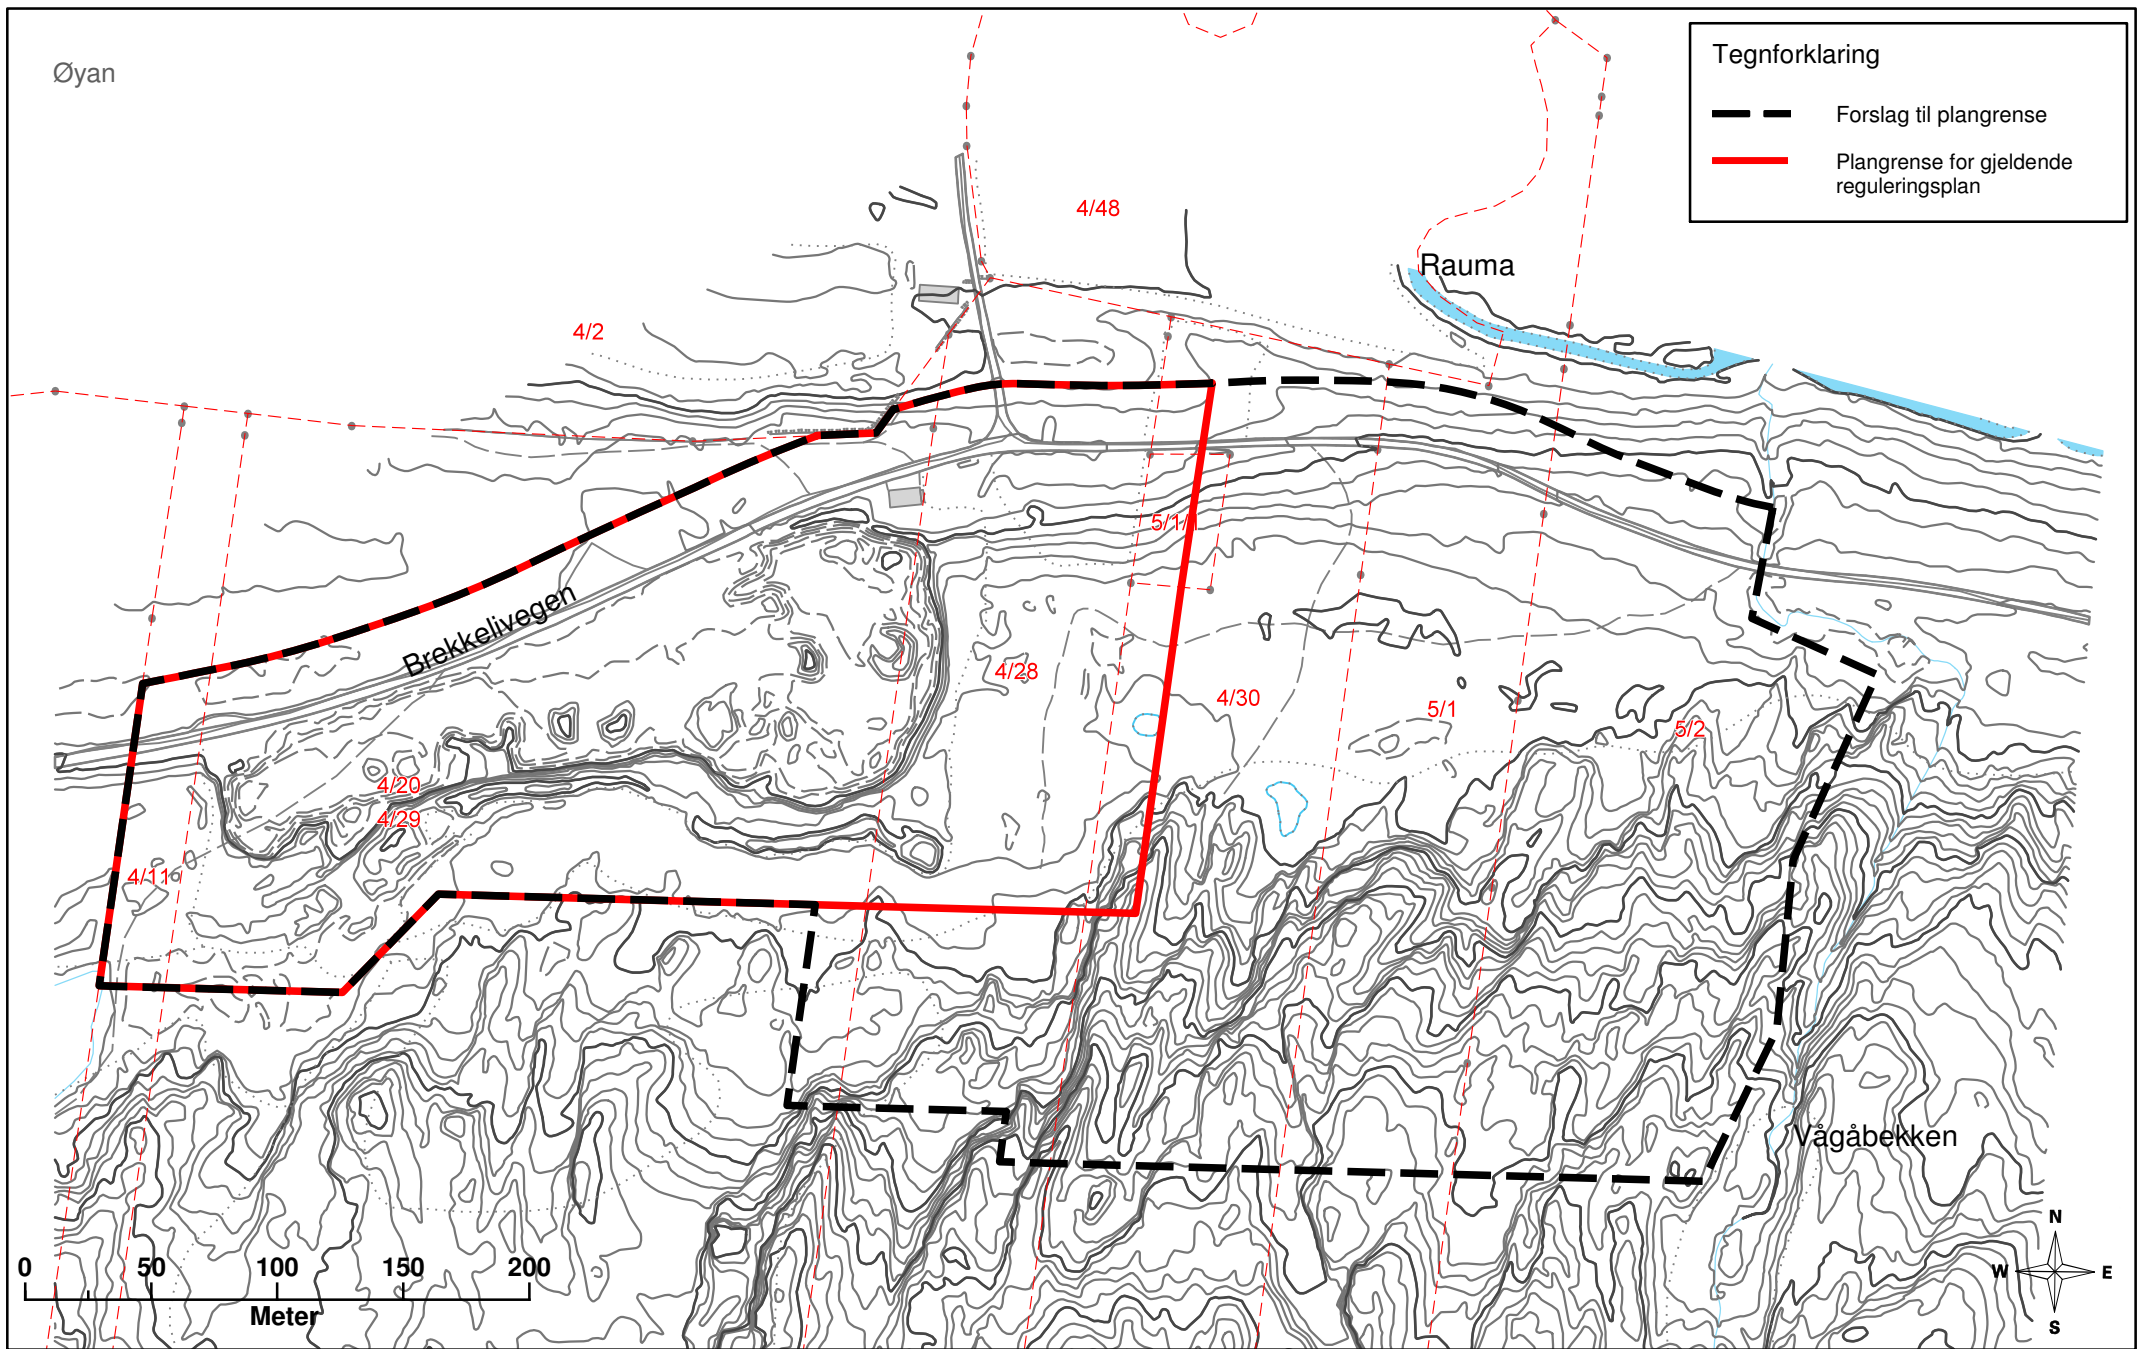 Øyan
Tegnforklaring
Forslag til plangrense
Plangrense for gjeldende
reguleringsplan
4/48
Rauma
4/2
5/1/1
Brekkelivegen
4/28
4/30
5/1
5/2
4/20
4/29
4/11
Vågåbekken
0 50 100 150 200
Meter
N
W E
S